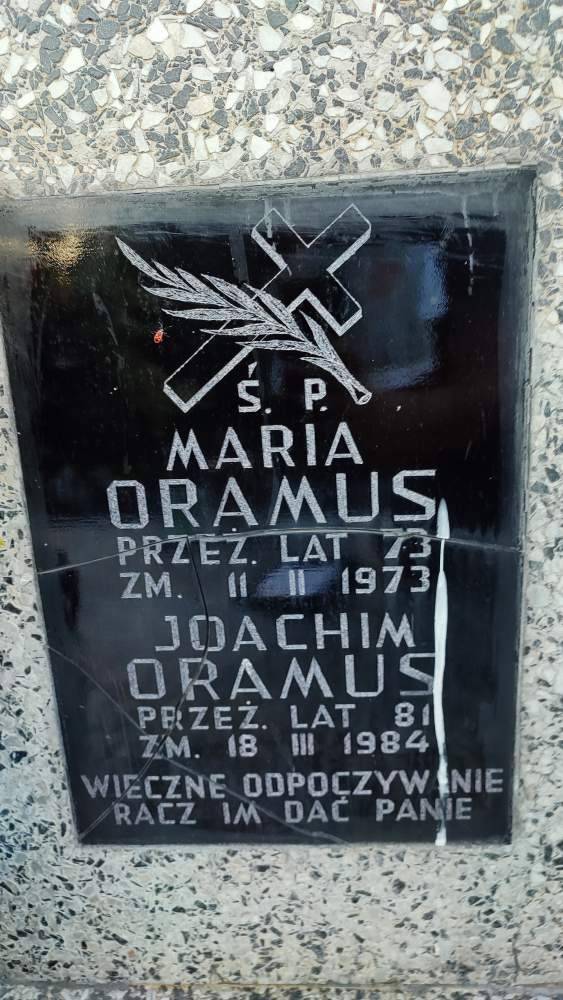 Ś. P.
MARIA
ORAMUS
PRZEŻ. LAT 73
ZM. 11 II 1973
JOACHIM
ORAMUS
PRZEŻ. LAT 81
ZM. 18 III 1984
WIECZNE ODPOCZYWANIE
RACZ IM DAĆ PANIE